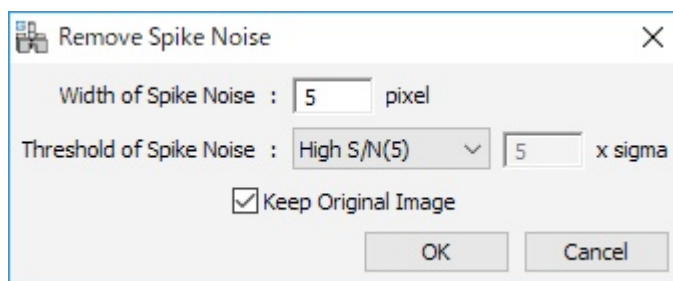 Remove Spike Noise
Width of Spike Noise : 5 pixel
Threshold of Spike Noise : High S/N(5) 5 x sigma
Keep Original Image
OK Cancel